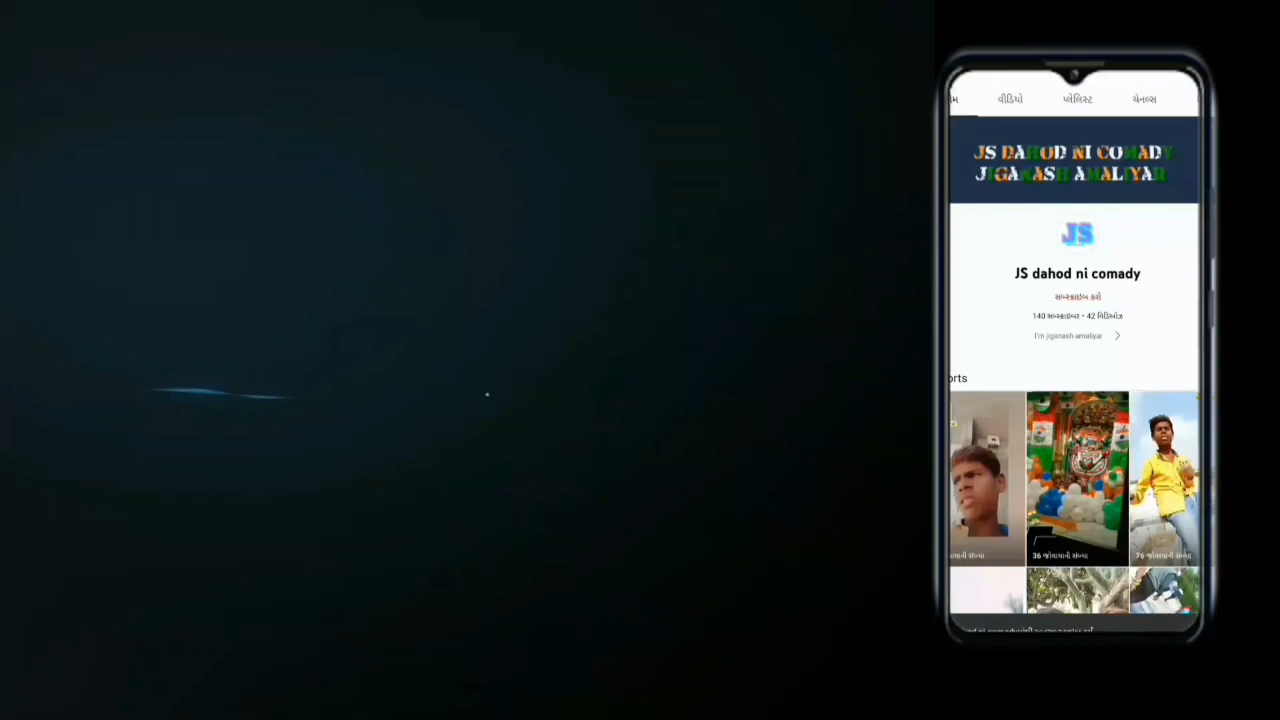 વીડિયો પ્લેલિસ્ટ ચેનલ્સ
JS DAHOD NI COMADY
JIGANASH AMALIYAR
JS
JS dahod ni comady
સબ્સ્ક્રાઇબ કરો
140 સબ્સ્ક્રાઇબર • 42 વિડિઓઝ
I'm jiganash amaliyar
orts
36 જોવાયાની સંખ્યા
76 જોવાયાની સંખ્યા